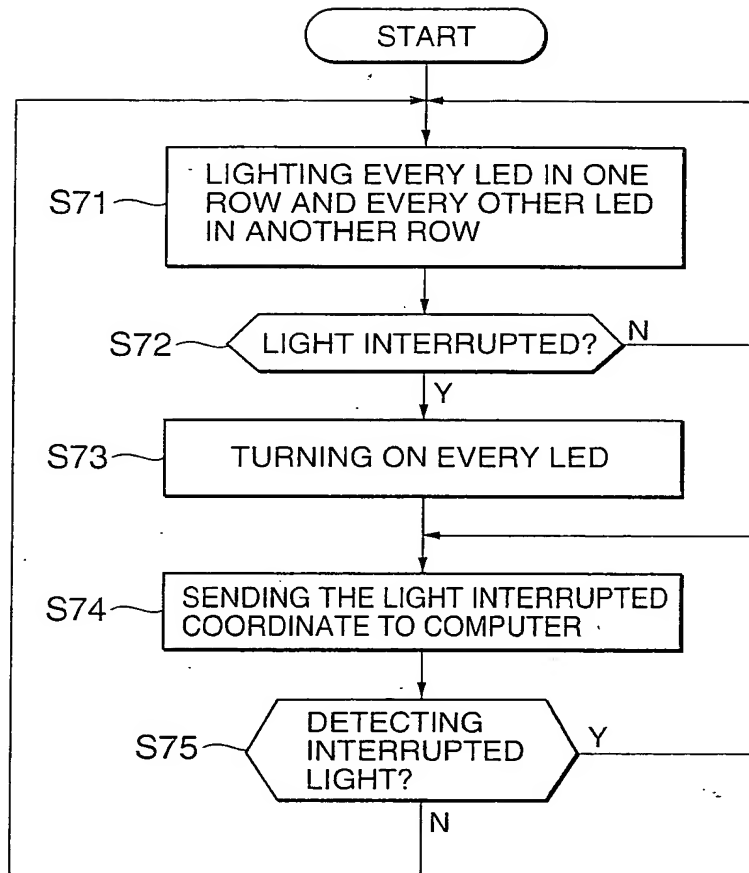 START
S71
LIGHTING EVERY LED IN ONE
ROW AND EVERY OTHER LED
IN ANOTHER ROW
S72
LIGHT INTERRUPTED?
N
Y
S73
TURNING ON EVERY LED
S74
SENDING THE LIGHT INTERRUPTED
COORDINATE TO COMPUTER
S75
DETECTING
INTERRUPTED
LIGHT?
Y
N